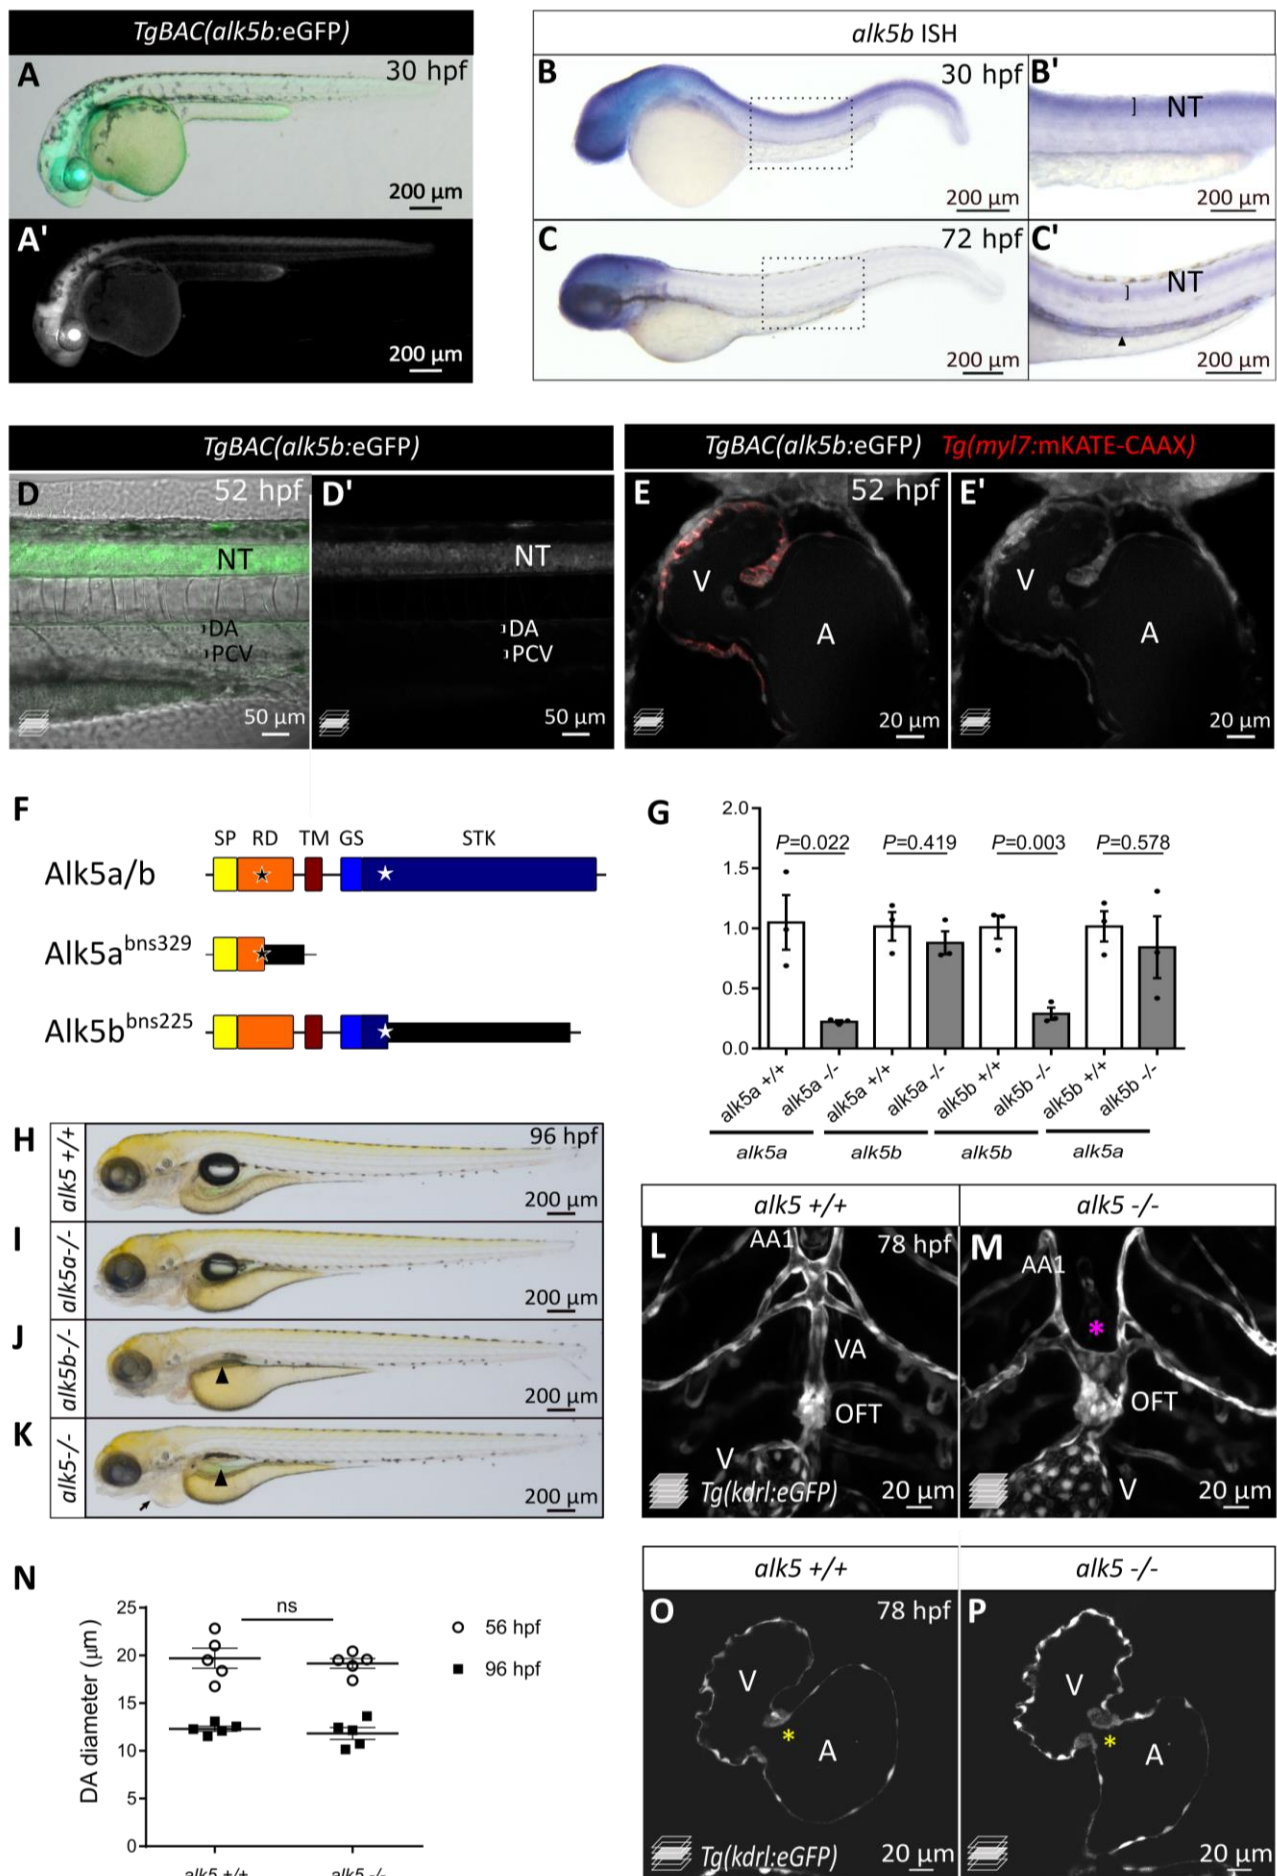 TgBAC(alk5b:eGFP)
A
30 hpf
200 µm
A'
200 µm
alk5b ISH
B
30 hpf
200 µm
B'
NT
200 µm
C
72 hpf
200 µm
C'
NT
200 µm
TgBAC(alk5b:eGFP)
D
52 hpf
NT
DA
PCV
50 µm
D'
NT
DA
PCV
50 µm
TgBAC(alk5b:eGFP) Tg(myl7:mKATE-CAAX)
E
52 hpf
V
A
20 µm
E'
V
A
20 µm
F
SP RD TM GS STK
Alk5a/b
Alk5a bns329
Alk5b bns225
G
2.0
1.5
1.0
0.5
0.0
P=0.022 P=0.419 P=0.003 P=0.578
alk5a +/+ alk5a -/- alk5a +/+ alk5a -/- alk5b +/+ alk5b -/- alk5b +/+ alk5b -/-
alk5a alk5b alk5b alk5a
H
alk5 +/+
96 hpf
200 µm
I
alk5a-/-
200 µm
J
alk5b-/-
200 µm
K
alk5-/-
200 µm
alk5 +/+
L
AA1
78 hpf
VA
OFT
V
Tg(kdrl:eGFP)
20 µm
alk5 -/-
M
AA1
*
OFT
V
20 µm
N
DA diameter (µm)
25
20
15
10
5
0
ns
56 hpf
96 hpf
alk5 +/+ alk5 -/-
alk5 +/+
O
78 hpf
V
*
A
Tg(kdrl:eGFP)
20 µm
alk5 -/-
P
V
*
A
20 µm